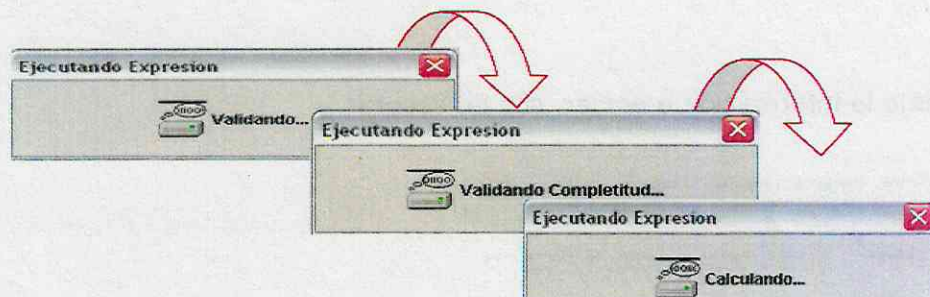 Ejecutando Expresion
Validando...
Ejecutando Expresion
Validando Completitud...
Ejecutando Expresion
Calculando...